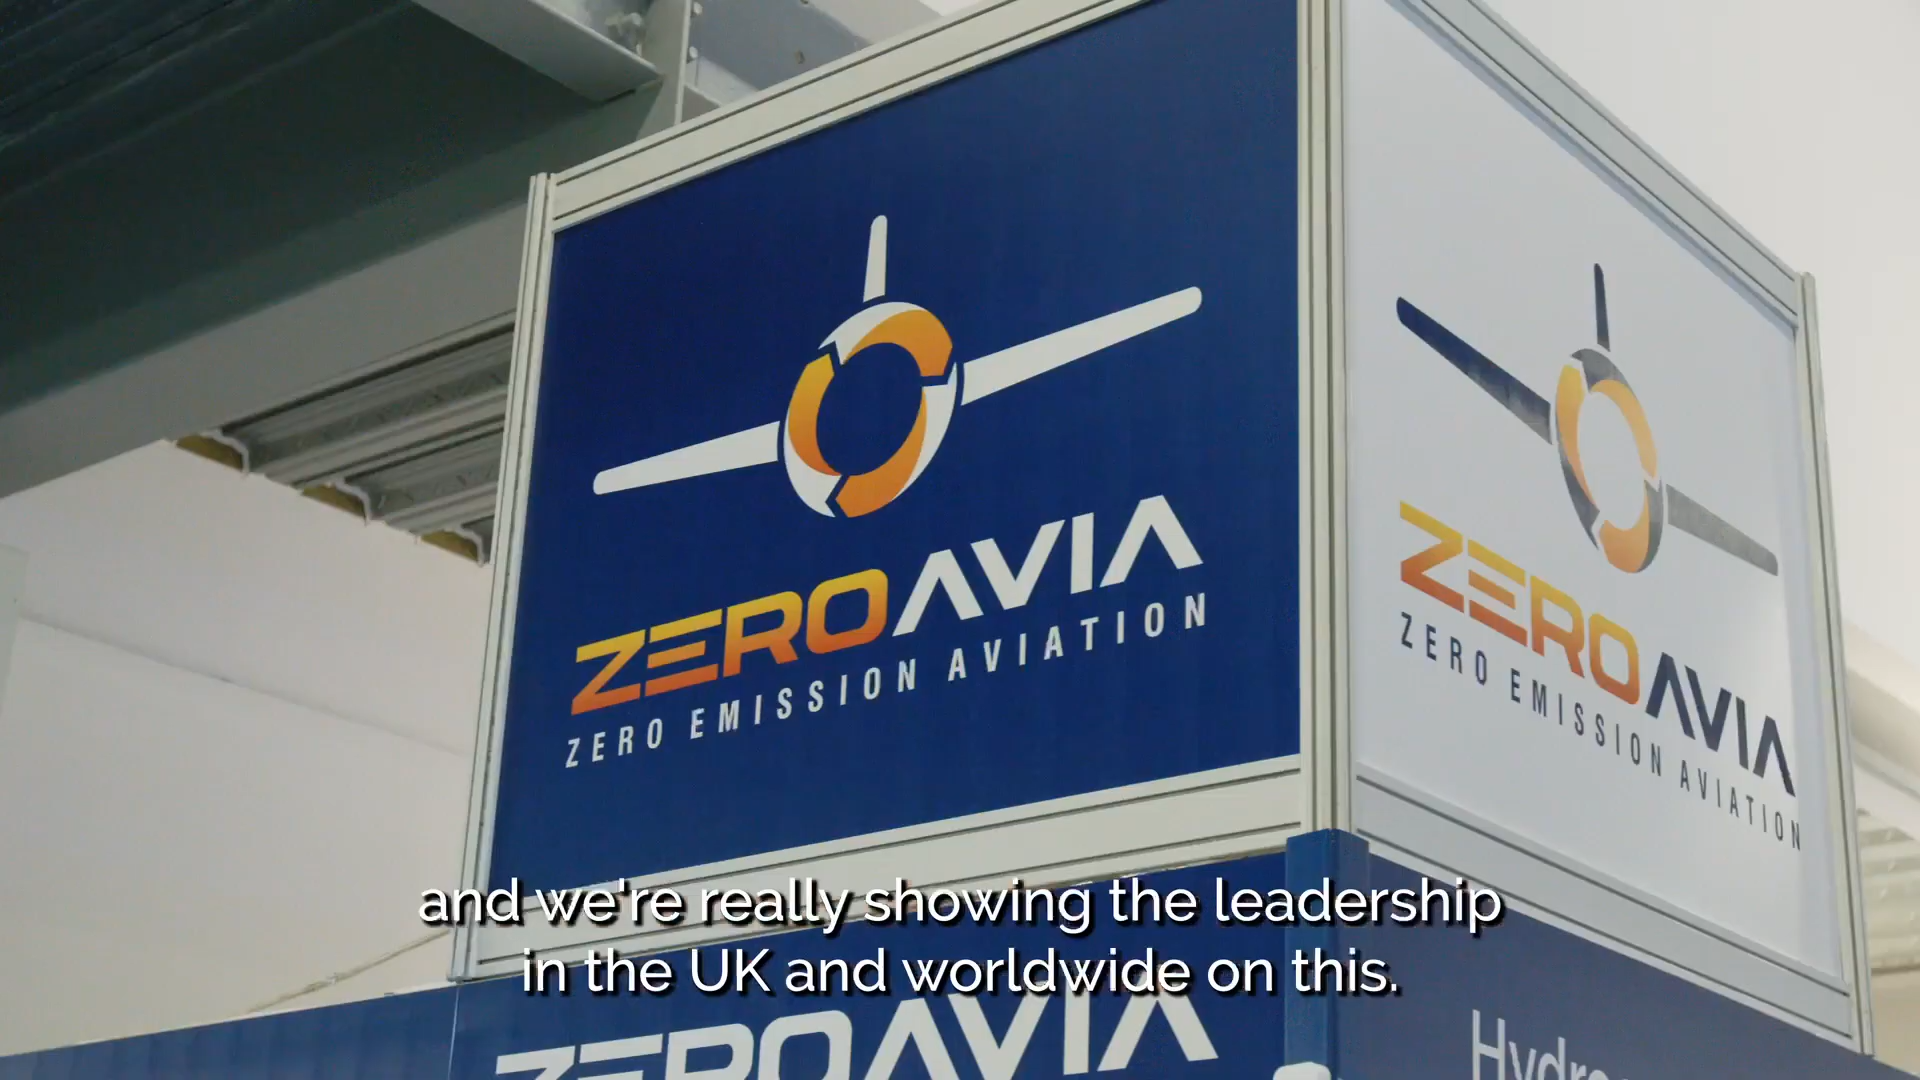 ZEROAVIA
ZERO EMISSION AVIATION
ZEROAVIA
ZERO EMISSION AVIATION
and we're really showing the leadership
in the UK and worldwide on this.
ZEROAVIA